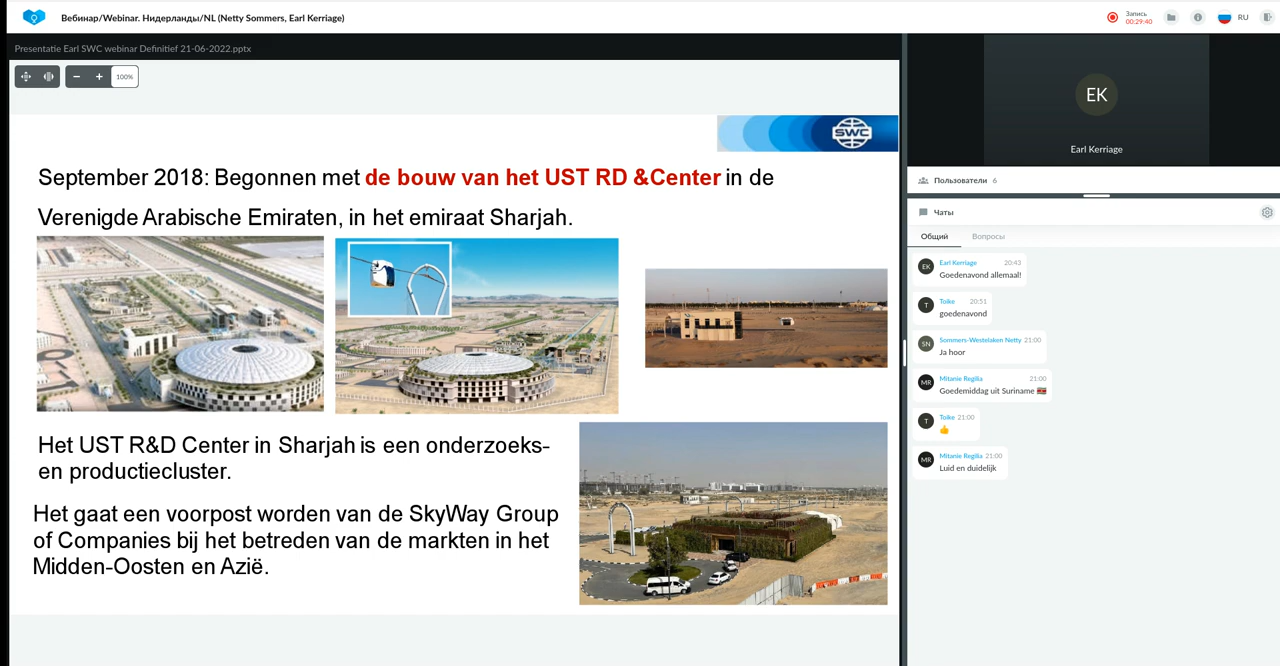 Вебинар/Webinar. Нидерланды/NL (Netty Sommers, Earl Kerriage)
Запись
00:29:40
RU
Presentatie Earl SWC webinar Definitief 21-06-2022.pptx
100%
SWC
September 2018: Begonnen met de bouw van het UST RD &Center in de
Verenigde Arabische Emiraten, in het emiraat Sharjah.
Het UST R&D Center in Sharjah is een onderzoeks-
en productiecluster.
Het gaat een voorpost worden van de SkyWay Group
of Companies bij het betreden van de markten in het
Midden-Oosten en Azië.
EK
Earl Kerriage
Пользователи 6
Чаты
Общий Вопросы
EK Earl Kerriage 20:43
Goedenavond allemaal!
T Toike 20:51
goedenavond
SN Sommers-Westelaken Netty 21:00
Ja hoor
MR Mitanie Regilia 21:00
Goedemiddag uit Suriname 🇸🇷
T Toike 21:00
👍
MR Mitanie Regilia 21:00
Luid en duidelijk